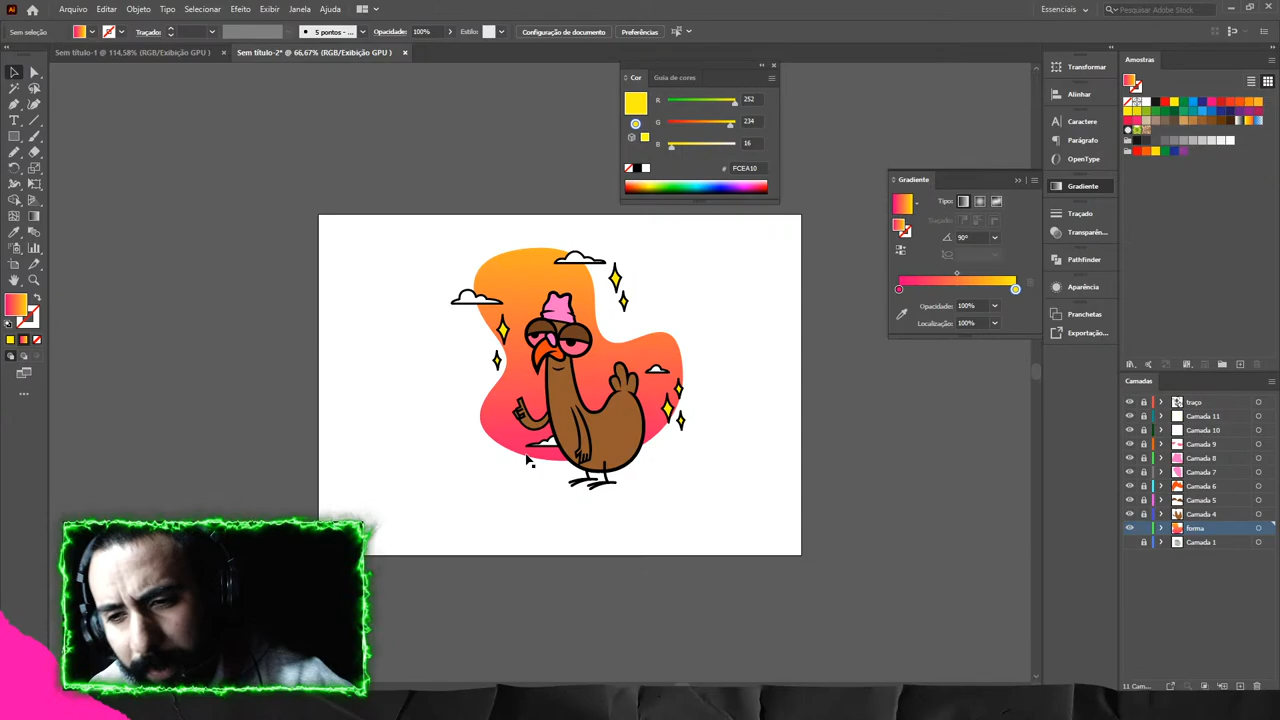 Ai Arquivo Editar Objeto Tipo Selecionar Efeito Exibir Janela Ajuda Essenciais Pesquisar Adobe Stock
Sem seleção Traçado: 5 pontos - ... Opacidade: 100% Estilo: Configuração de documento Preferências
Sem título-1 @ 114,58% (RGB/Exibição GPU ) × Sem título-2* @ 66,67% (RGB/Exibição GPU ) ×
Cor Guia de cores
R 252
G 234
B 16
# FCEA10
Gradiente
Tipo:
90°
Opacidade: 100%
Localização: 100%
Transformar
Alinhar
Caractere
Parágrafo
OpenType
Gradiente
Traçado
Transparên...
Pathfinder
Aparência
Pranchetas
Exportação...
Amostras
Camadas
traço
Camada 11
Camada 10
Camada 9
Camada 8
Camada 7
Camada 6
Camada 5
Camada 4
forma
Camada 1
11 Cam...